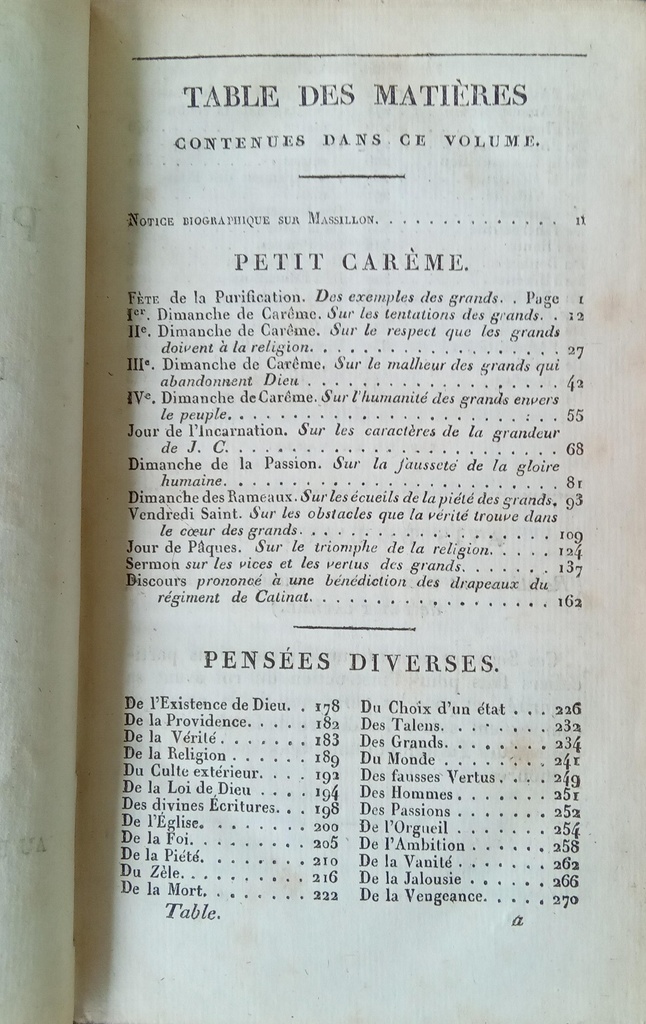 TABLE DES MATIÈRES
CONTENUES DANS CE VOLUME.
NOTICE BIOGRAPHIQUE SUR MASSILLON. . . . . . . . . . . . . . .
PETIT CARÈME.
FÊTE de la Purification. Des exemples des grands. . Page 1
Ier. Dimanche de Carême. Sur les tentations des grands. . 12
IIe. Dimanche de Carême. Sur le respect que les grands
doivent à la religion. . . . . . . . . . . . . . . . . 27
IIIe. Dimanche de Carême. Sur le malheur des grands qui
abandonnent Dieu . . . . . . . . . . . . . . . . . 42
IVe. Dimanche de Carême. Sur l'humanité des grands envers
le peuple. . . . . . . . . . . . . . . . . . . . . . 55
Jour de l'Incarnation. Sur les caractères de la grandeur
de J. C. . . . . . . . . . . . . . . . . . . . . . 68
Dimanche de la Passion. Sur la fausseté de la gloire
humaine. . . . . . . . . . . . . . . . . . . . . . 81
Dimanche des Rameaux. Sur les écueils de la piété des grands. 93
Vendredi Saint. Sur les obstacles que la vérité trouve dans
le cœur des grands. . . . . . . . . . . . . . . . . 109
Jour de Pâques. Sur le triomphe de la religion. . . . . 124
Sermon sur les vices et les vertus des grands. . . . . . . 137
Discours prononcé à une bénédiction des drapeaux du
régiment de Catinat. . . . . . . . . . . . . . . . . 162
PENSÉES DIVERSES.
De l'Existence de Dieu. . 178
De la Providence. . . . . 182
De la Vérité . . . . . . . 183
De la Religion . . . . . . 189
Du Culte extérieur. . . . 192
De la Loi de Dieu . . . . 194
Des divines Écritures. . . 198
De l'Église. . . . . . . . 200
De la Foi. . . . . . . . . 205
De la Piété. . . . . . . . 210
Du Zèle. . . . . . . . . . 216
De la Mort. . . . . . . . 222
Du Choix d'un état . . . 226
Des Talens. . . . . . . . 232
Des Grands. . . . . . . . 234
Du Monde . . . . . . . . 241
Des fausses Vertus . . . . 249
Des Hommes . . . . . . . 251
Des Passions . . . . . . . 252
De l'Orgueil . . . . . . . 254
De l'Ambition . . . . . . 258
De la Vanité . . . . . . . 262
De la Jalousie . . . . . . 266
De la Vengeance. . . . . 270
Table.
a